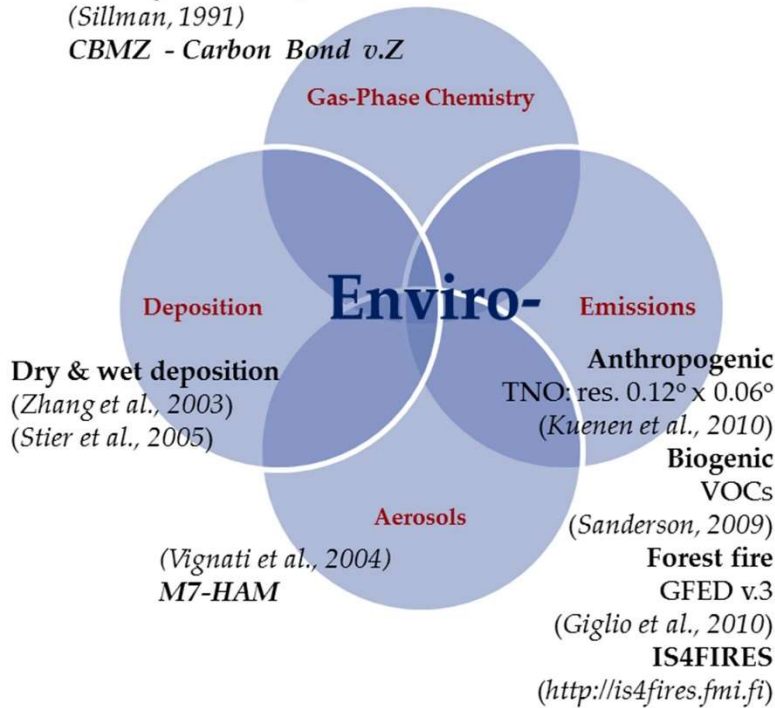 (Sillman, 1991)
CBMZ - Carbon Bond v.Z
Gas-Phase Chemistry
Deposition
Enviro-
Emissions
Dry & wet deposition
(Zhang et al., 2003)
(Stier et al., 2005)
Anthropogenic
TNO: res. 0.12º x 0.06º
(Kuenen et al., 2010)
Biogenic
VOCs
(Sanderson, 2009)
Forest fire
GFED v.3
(Giglio et al., 2010)
IS4FIRES
(http://is4fires.fmi.fi)
Aerosols
(Vignati et al., 2004)
M7-HAM